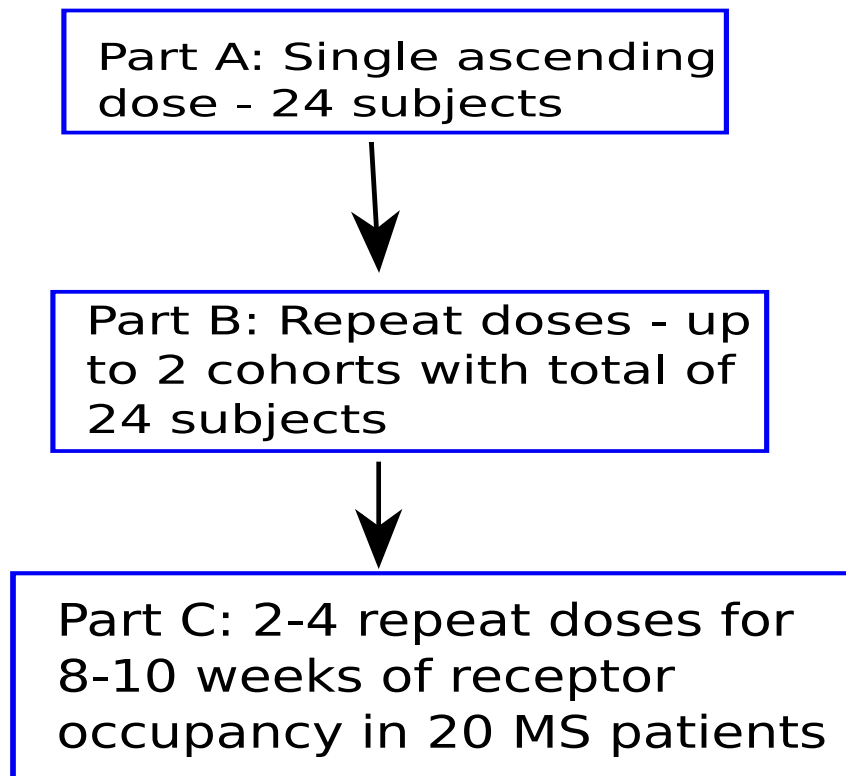 Part A: Single ascending
dose - 24 subjects
Part B: Repeat doses - up
to 2 cohorts with total of
24 subjects
Part C: 2-4 repeat doses for
8-10 weeks of receptor
occupancy in 20 MS patients